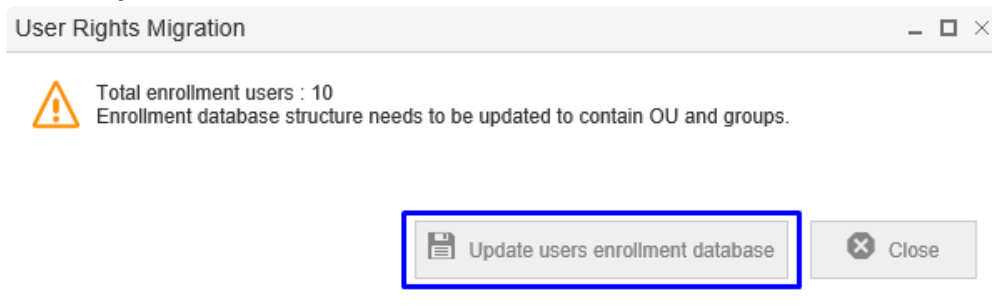 User Rights Migration
Total enrollment users : 10
Enrollment database structure needs to be updated to contain OU and groups.
Update users enrollment database
Close